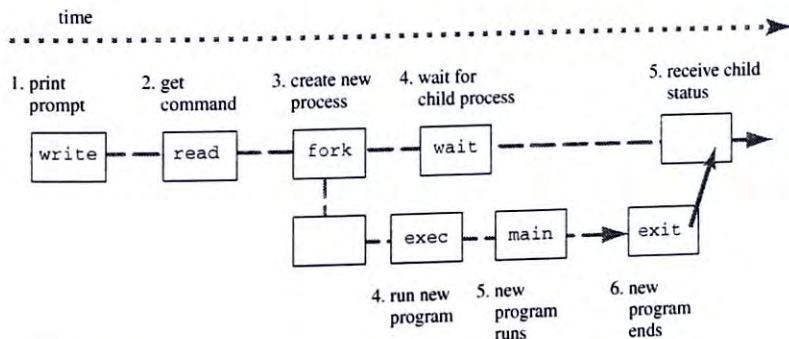 time
1. print
prompt
2. get
command
3. create new
process
4. wait for
child process
5. receive child
status
write
read
fork
wait
exec
main
exit
4. run new
program
5. new
program
runs
6. new
program
ends